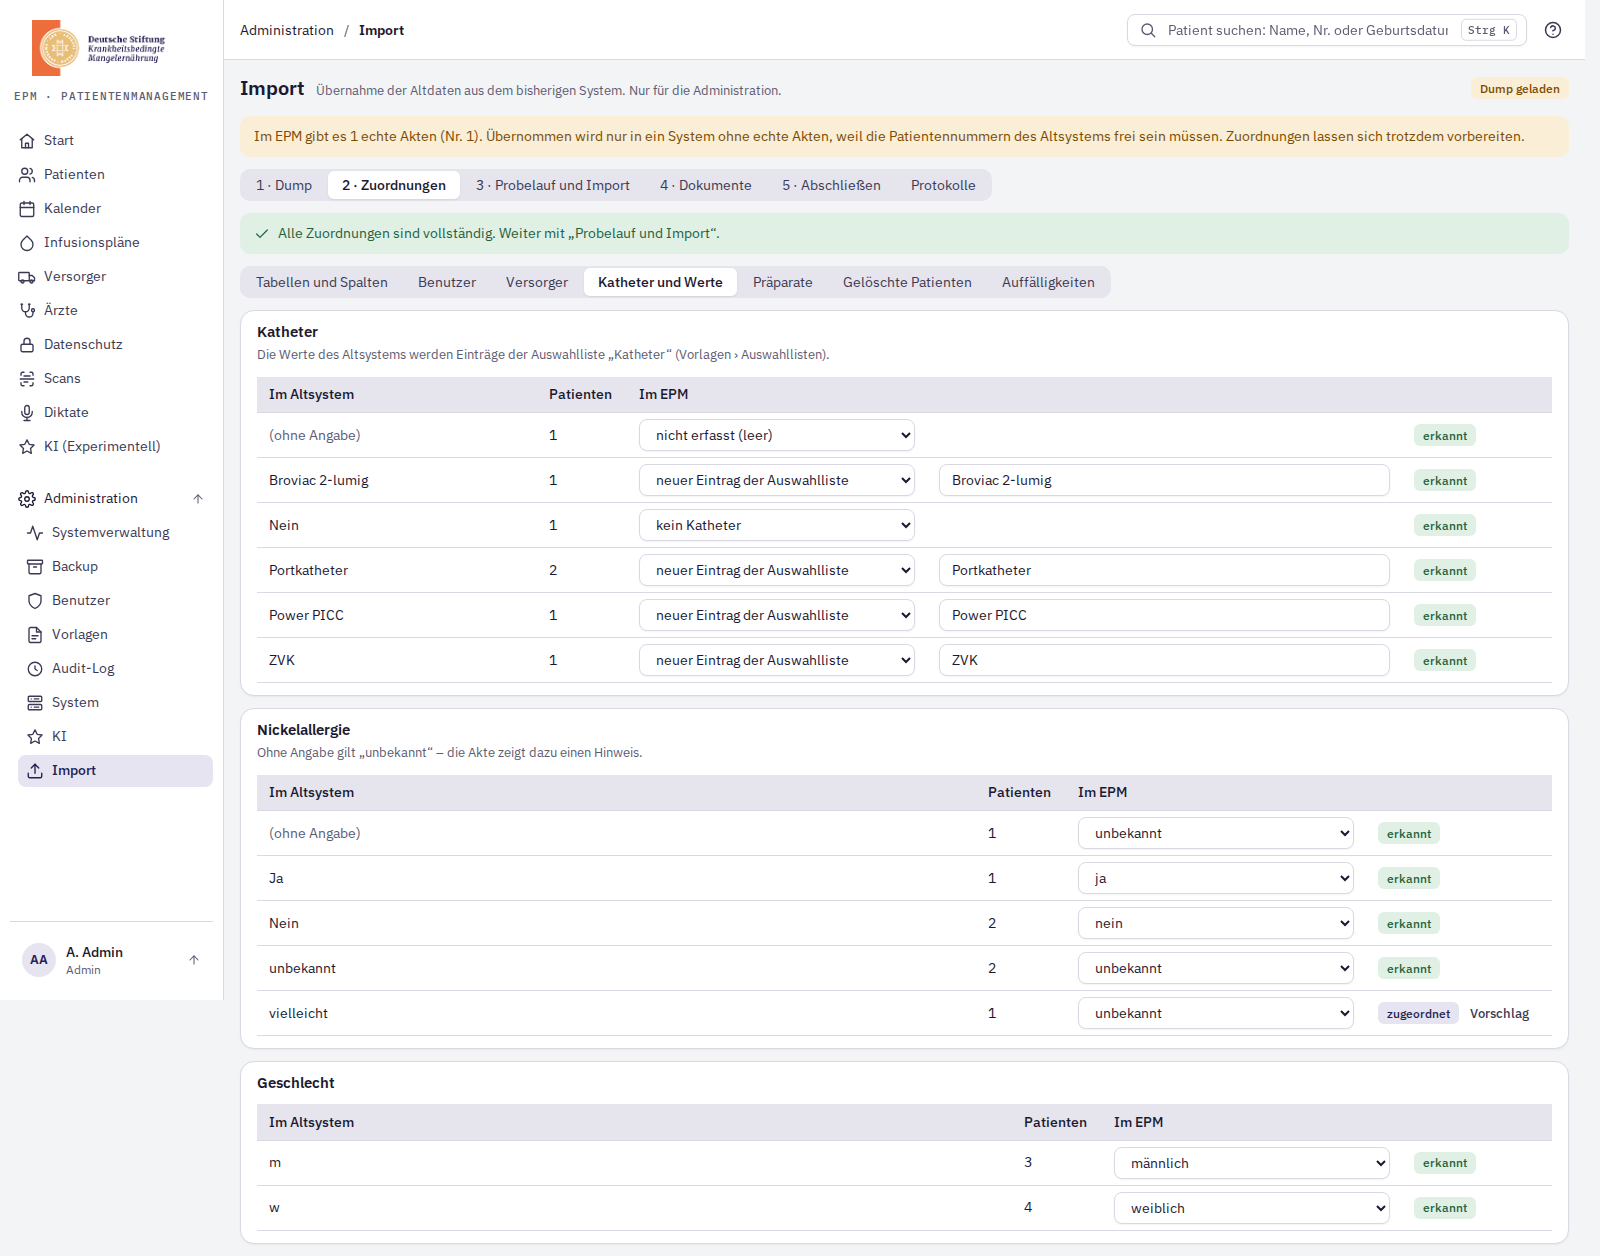 Deutsche Stiftung
Krankheitsbedingte
Mangelernährung
EPM · PATIENTENMANAGEMENT
Start
Patienten
Kalender
Infusionspläne
Versorger
Ärzte
Datenschutz
Scans
Diktate
KI (Experimentell)
Administration
Systemverwaltung
Backup
Benutzer
Vorlagen
Audit-Log
System
KI
Import
AA
A. Admin
Admin
Administration / Import
Patient suchen: Name, Nr. oder Geburtsdatur Strg K
Import Übernahme der Altdaten aus dem bisherigen System. Nur für die Administration. Dump geladen
Im EPM gibt es 1 echte Akten (Nr. 1). Übernommen wird nur in ein System ohne echte Akten, weil die Patientennummern des Altsystems frei sein müssen. Zuordnungen lassen sich trotzdem vorbereiten.
1 · Dump 2 · Zuordnungen 3 · Probelauf und Import 4 · Dokumente 5 · Abschließen Protokolle
Alle Zuordnungen sind vollständig. Weiter mit „Probelauf und Import“.
Tabellen und Spalten Benutzer Versorger Katheter und Werte Präparate Gelöschte Patienten Auffälligkeiten
Katheter
Die Werte des Altsystems werden Einträge der Auswahlliste „Katheter“ (Vorlagen › Auswahllisten).
Im Altsystem Patienten Im EPM
(ohne Angabe) 1 nicht erfasst (leer) erkannt
Broviac 2-lumig 1 neuer Eintrag der Auswahlliste Broviac 2-lumig erkannt
Nein 1 kein Katheter erkannt
Portkatheter 2 neuer Eintrag der Auswahlliste Portkatheter erkannt
Power PICC 1 neuer Eintrag der Auswahlliste Power PICC erkannt
ZVK 1 neuer Eintrag der Auswahlliste ZVK erkannt
Nickelallergie
Ohne Angabe gilt „unbekannt“ – die Akte zeigt dazu einen Hinweis.
Im Altsystem Patienten Im EPM
(ohne Angabe) 1 unbekannt erkannt
Ja 1 ja erkannt
Nein 2 nein erkannt
unbekannt 2 unbekannt erkannt
vielleicht 1 unbekannt zugeordnet Vorschlag
Geschlecht
Im Altsystem Patienten Im EPM
m 3 männlich erkannt
w 4 weiblich erkannt